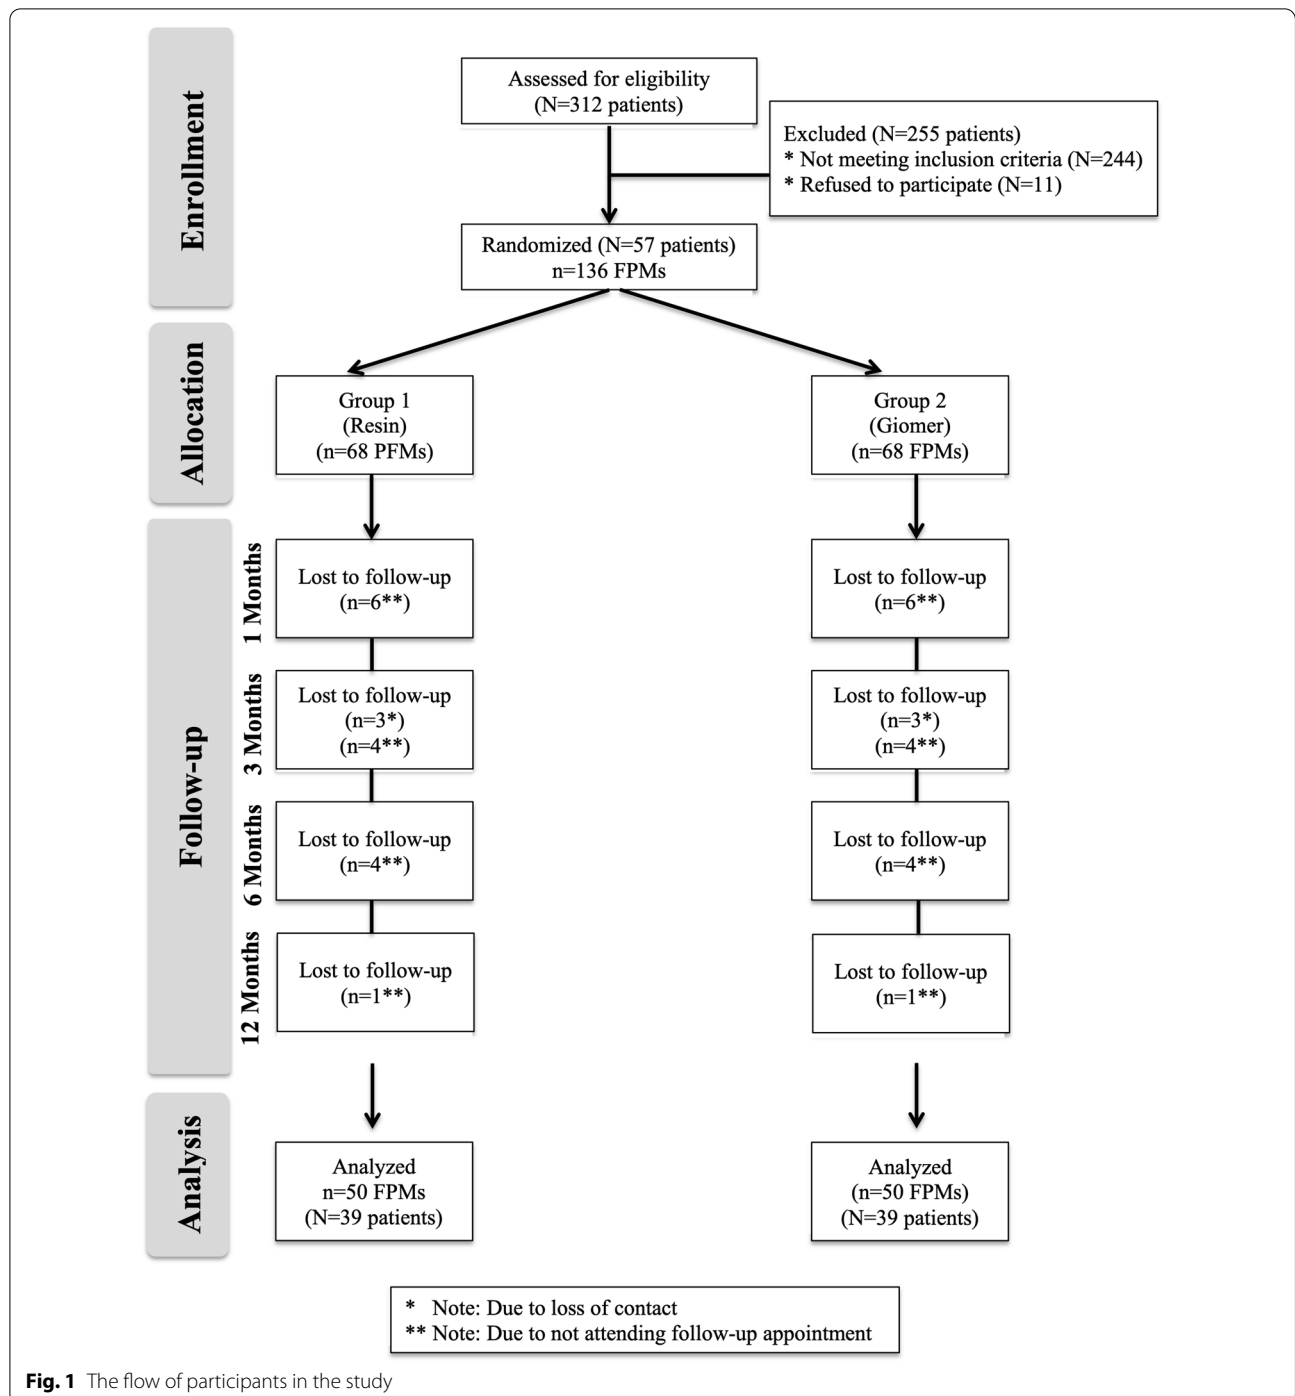 Enrollment
Assessed for eligibility
(N=312 patients)
Excluded (N=255 patients)
* Not meeting inclusion criteria (N=244)
* Refused to participate (N=11)
Randomized (N=57 patients)
n=136 FPMs
Allocation
Group 1
(Resin)
(n=68 PFMs)
Group 2
(Giomer)
(n=68 FPMs)
Follow-up
1 Months
Lost to follow-up
(n=6**)
Lost to follow-up
(n=6**)
3 Months
Lost to follow-up
(n=3*)
(n=4**)
Lost to follow-up
(n=3*)
(n=4**)
6 Months
Lost to follow-up
(n=4**)
Lost to follow-up
(n=4**)
12 Months
Lost to follow-up
(n=1**)
Lost to follow-up
(n=1**)
Analysis
Analyzed
n=50 FPMs
(N=39 patients)
Analyzed
(n=50 FPMs)
(N=39 patients)
* Note: Due to loss of contact
** Note: Due to not attending follow-up appointment
Fig. 1 The flow of participants in the study